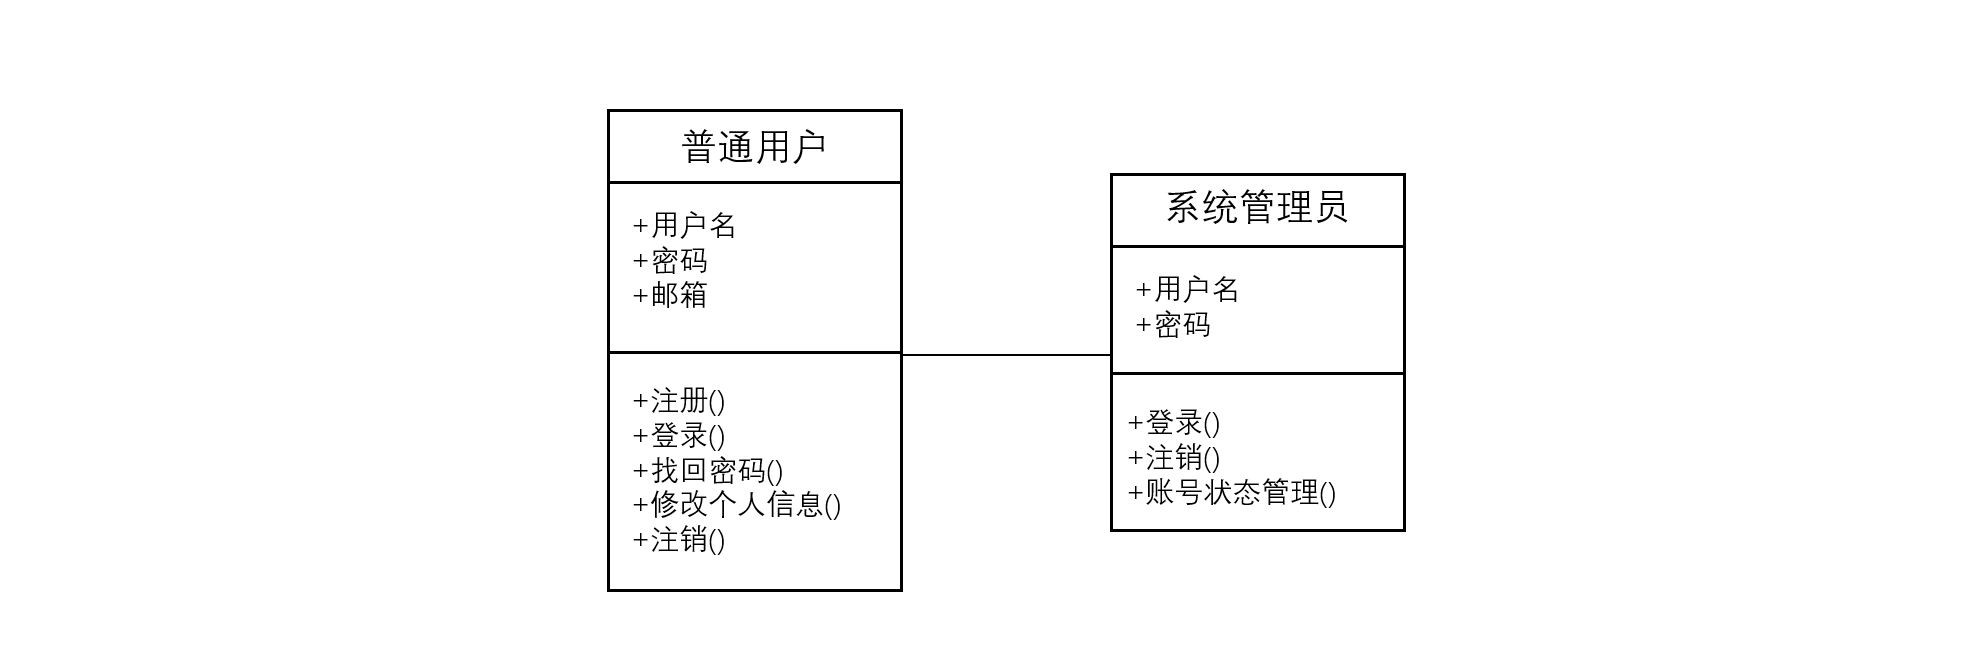 普通用户
+用户名
+密码
+邮箱
+注册()
+登录()
+找回密码()
+修改个人信息()
+注销()
系统管理员
+用户名
+密码
+登录()
+注销()
+账号状态管理()